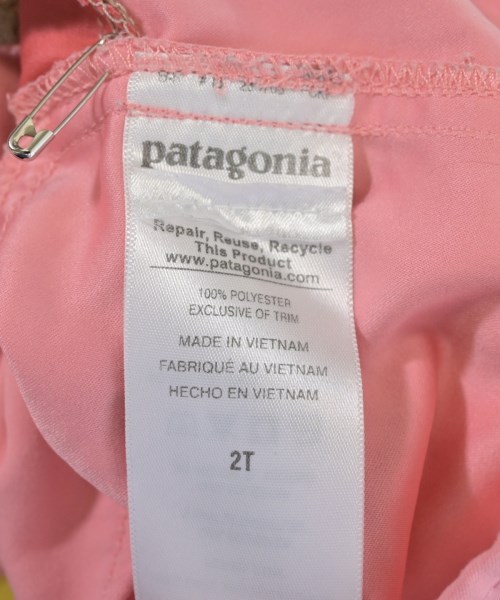 patagonia
Repair, Reuse, Recycle
This Product
www.patagonia.com
100% POLYESTER
EXCLUSIVE OF TRIM
MADE IN VIETNAM
FABRIQUÉ AU VIETNAM
HECHO EN VIETNAM
2T